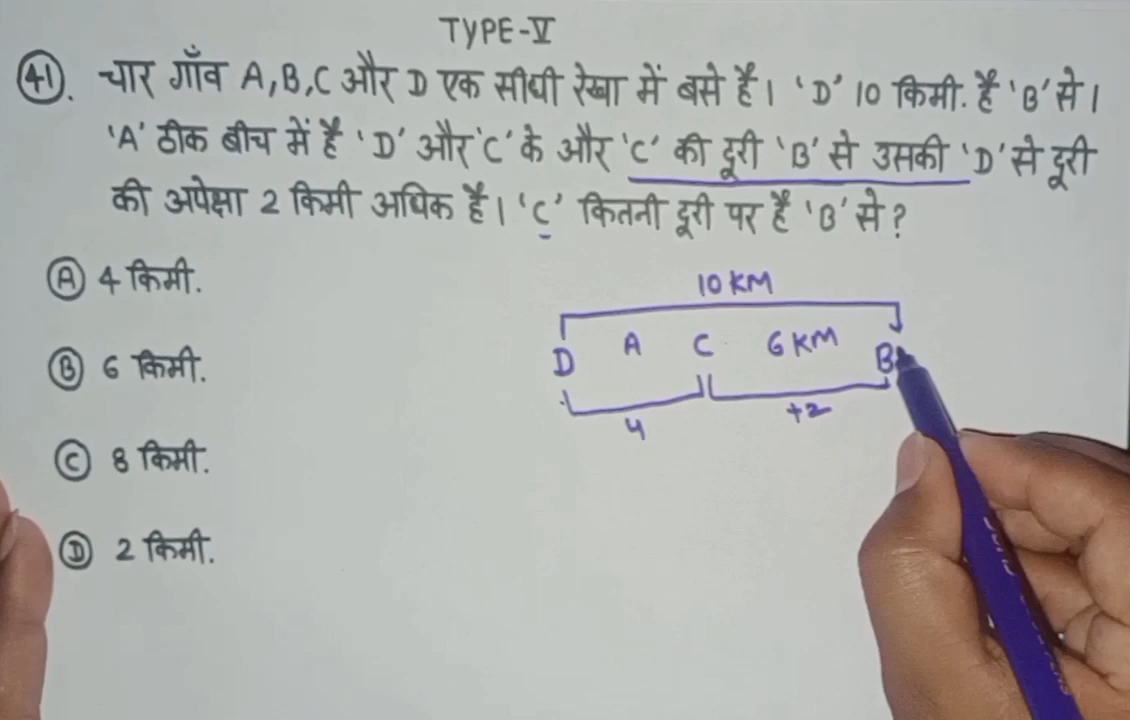 TYPE-V
41. चार गाँव A,B,C और D एक सीधी रेखा में बसे हैं। 'D' 10 किमी. है 'B' से।
'A' ठीक बीच में है 'D' और 'C' के और 'C' की दूरी 'B' से उसकी 'D' से दूरी
की अपेक्षा 2 किमी अधिक है। 'C' कितनी दूरी पर है 'B' से?
A 4 किमी.
B 6 किमी.
C 8 किमी.
D 2 किमी.
10 KM
D A C 6 KM B
4 +2